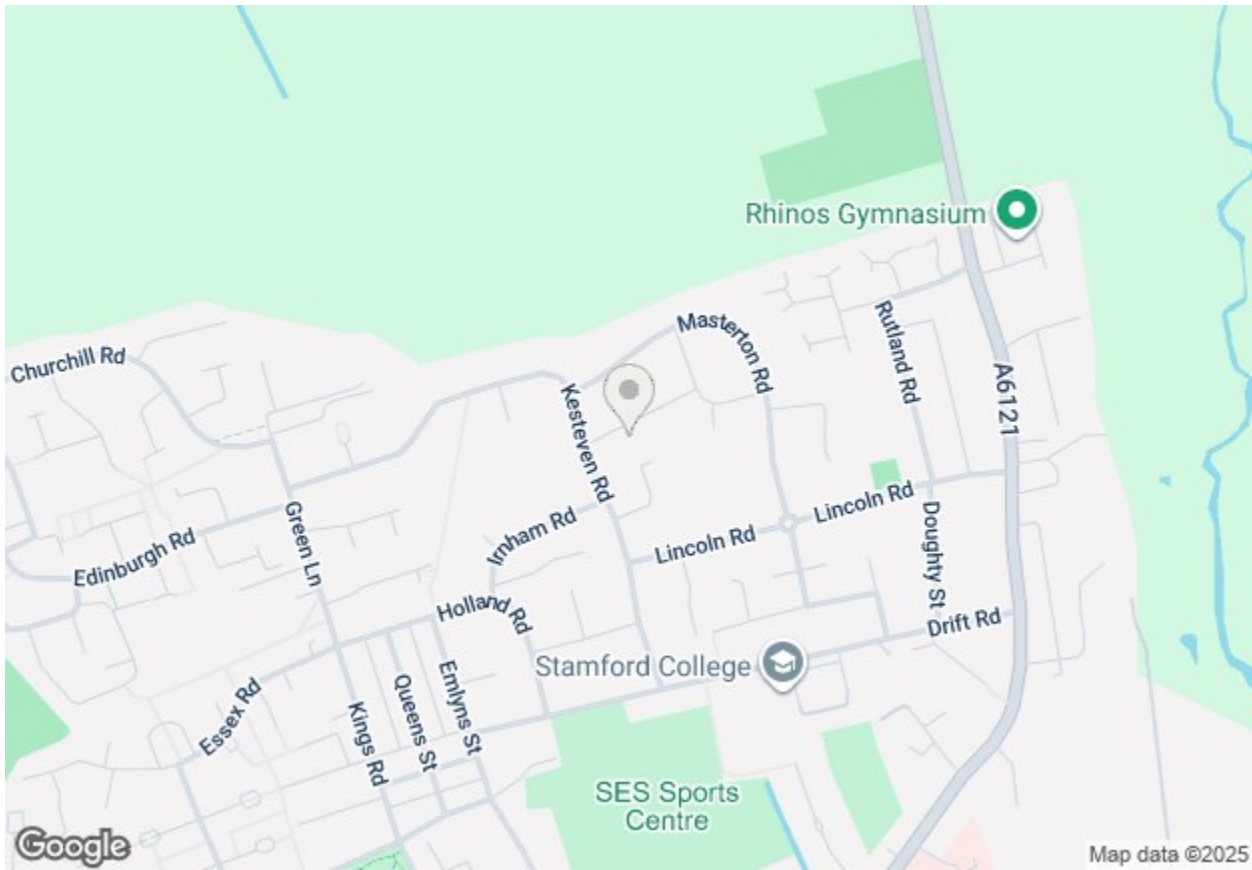 Rhinos Gymnasium
Masterton Rd
Rutland Rd
A6121
Churchill Rd
Kesteven Rd
Lincoln Rd
Lincoln Rd
Irnham Rd
Green Ln
Edinburgh Rd
Doughty St
Holland Rd
Drift Rd
Stamford College
Emlyns St
Queens St
Essex Rd
Kings Rd
SES Sports
Centre
Google
Map data ©2025